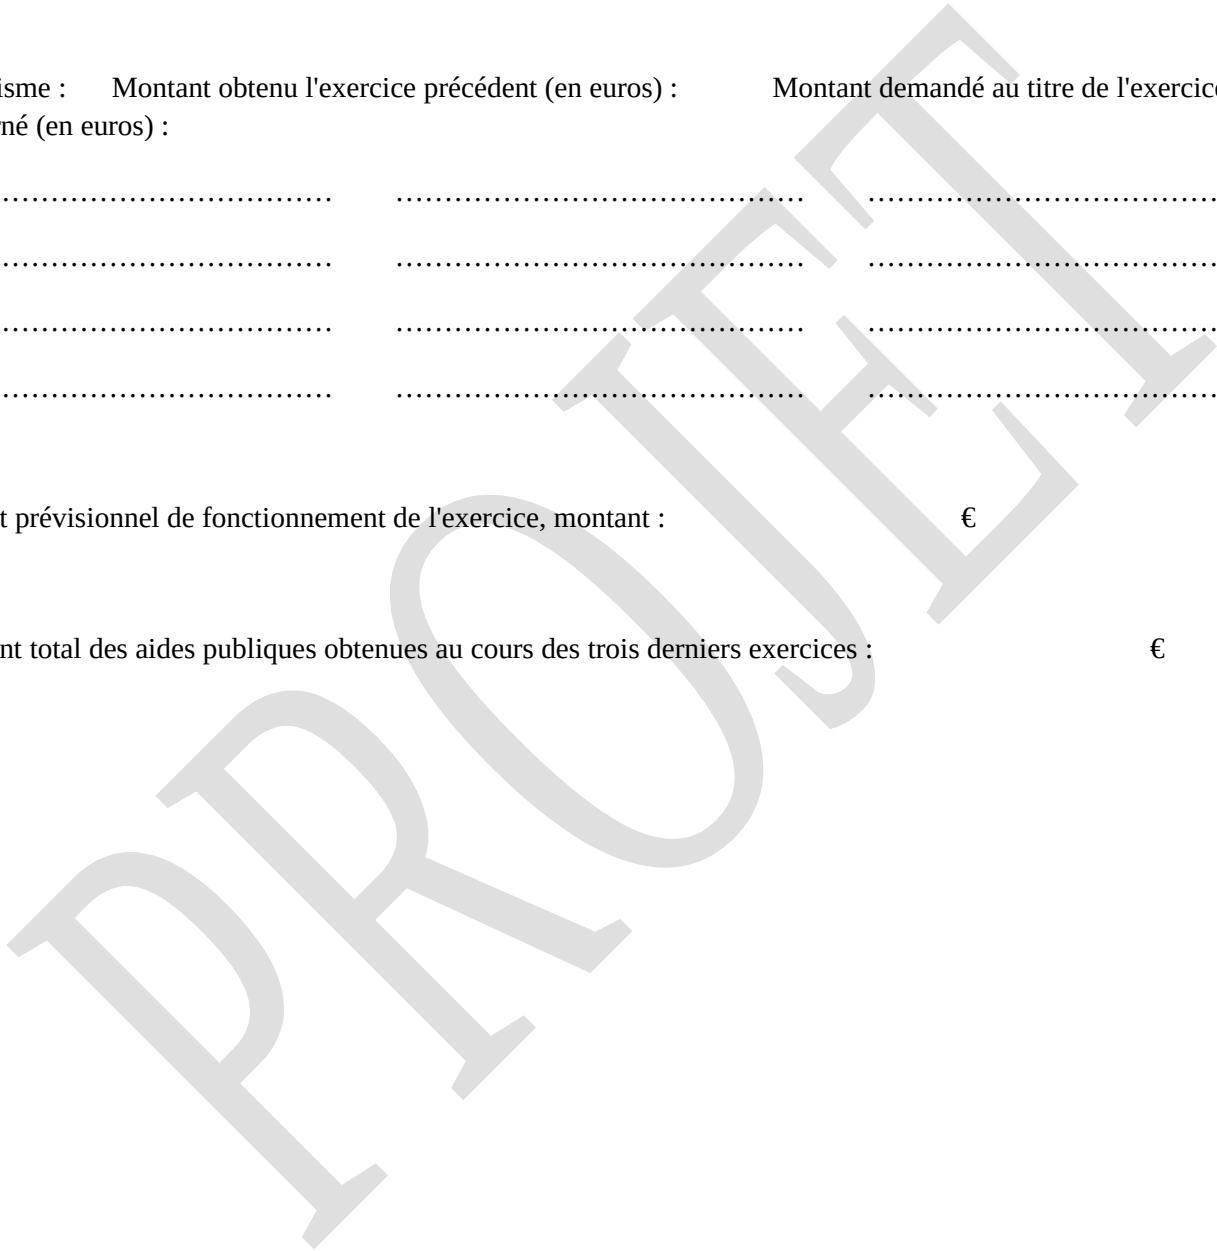 isme : Montant obtenu l'exercice précédent (en euros) : Montant demandé au titre de l'exercice
rné (en euros) :
……………………………… …………………………………… ………………………………
……………………………… …………………………………… ………………………………
……………………………… …………………………………… ………………………………
……………………………… …………………………………… ………………………………
t prévisionnel de fonctionnement de l'exercice, montant : €
nt total des aides publiques obtenues au cours des trois derniers exercices : €
PROJET